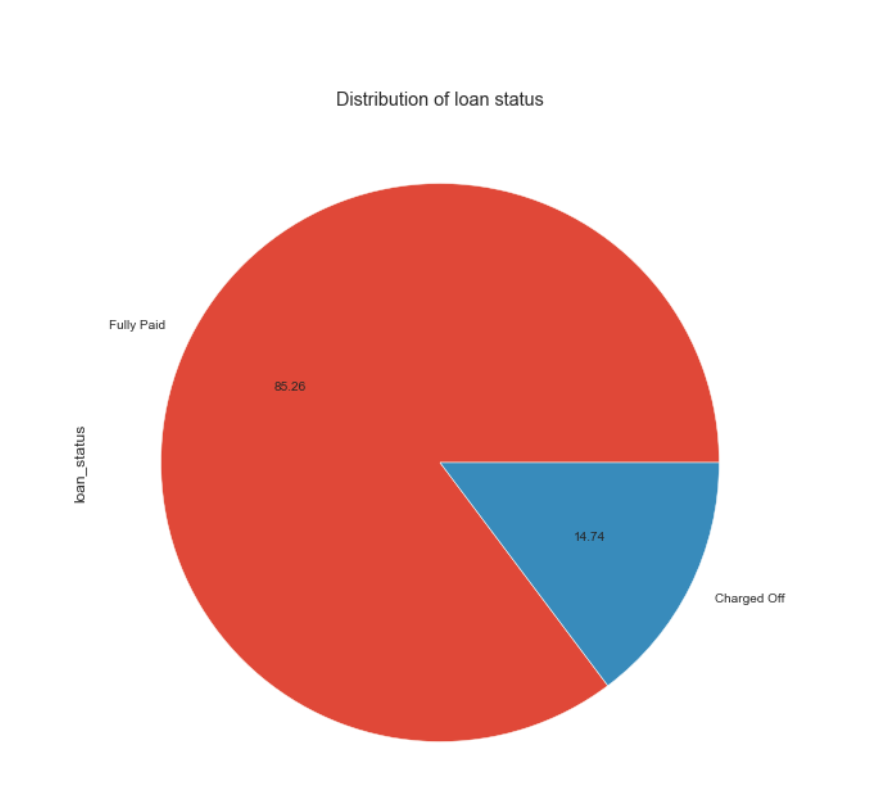 Distribution of loan status
Fully Paid
85.26
loan_status
14.74
Charged Off